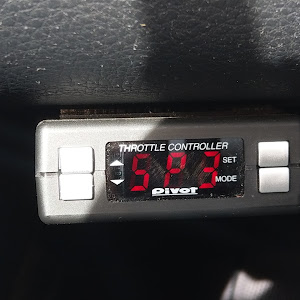 THROTTLE CONTROLLER
SP3 SET
MODE
PIVOT